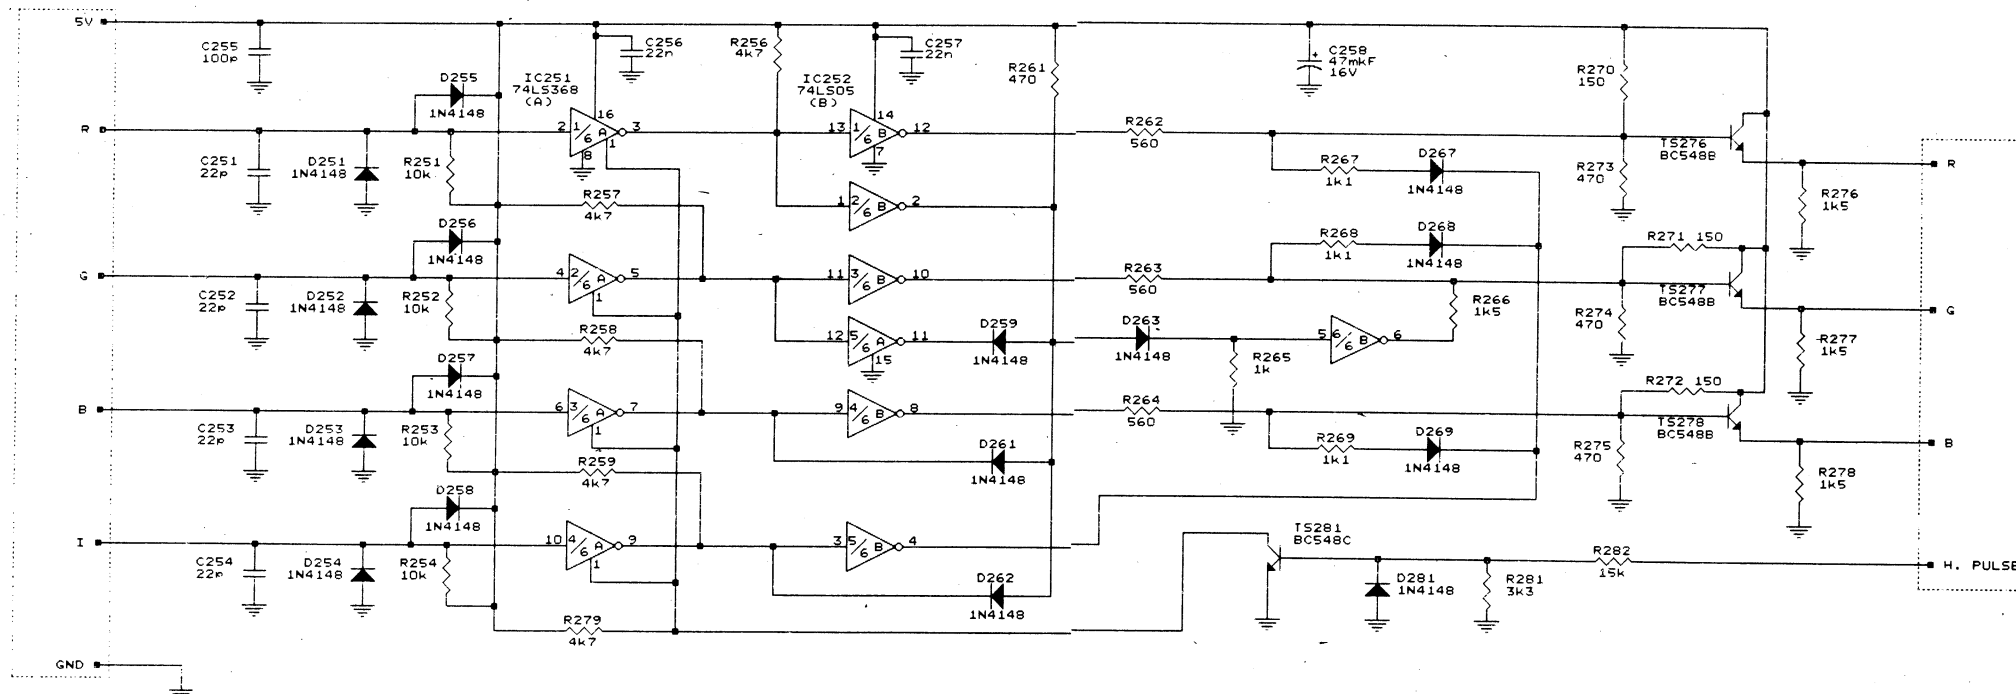 5V
C255
100p
D255
1N4148
IC251
74LS368
(A)
C256
22n
R256
4k7
IC252
74LS05
(B)
C257
22n
R261
470
+
C258
47mkF
16V
R270
150
R
C251
22p
D251
1N4148
R251
10k
2
1/6 A
16
1
8
3
13
1/6 B
14
7
12
R262
560
R267
1k1
D267
1N4148
R273
470
TS276
BC548B
R
R276
1k5
R257
4k7
1
2/6 B
2
D256
1N4148
R268
1k1
D268
1N4148
R271 150
G
C252
22p
D252
1N4148
R252
10k
4
2/6 A
1
5
11
3/6 B
10
R263
560
R266
1k5
R274
470
TS277
BC548B
G
R277
1k5
R258
4k7
12
5/6 A
15
11
D259
1N4148
D263
1N4148
R265
1k
5
6/6 B
6
D257
1N4148
R272 150
B
C253
22p
D253
1N4148
R253
10k
6
3/6 A
1
7
9
4/6 B
8
R264
560
R269
1k1
D269
1N4148
R275
470
TS278
BC548B
B
R278
1k5
R259
4k7
D261
1N4148
D258
1N4148
I
C254
22p
D254
1N4148
R254
10k
10
4/6 A
1
9
3
5/6 B
4
D262
1N4148
TS281
BC548C
D281
1N4148
R281
3k3
R282
15k
H. PULSE
R279
4k7
GND